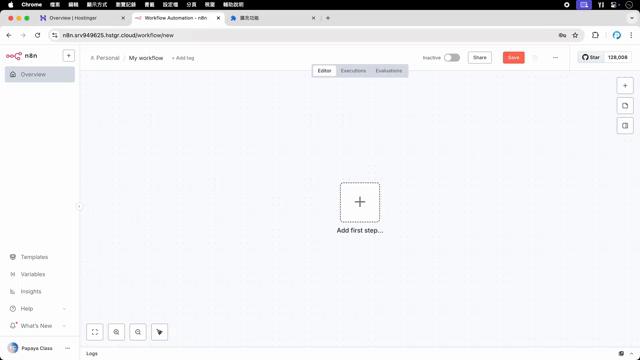 Chrome 檔案 編輯 顯示方式 瀏覽記錄 書籤 設定檔 分頁 視窗 輔助說明
Overview | Hostinger
Workflow Automation - n8n
擴充功能
n8n.srv949625.hstgr.cloud/workflow/new
n8n
Personal / My workflow + Add tag
Inactive
Share
Save
Star 128,008
Overview
Editor Executions Evaluations
Add first step...
Templates
Variables
Insights
Help
What's New
Papaya Class
Logs